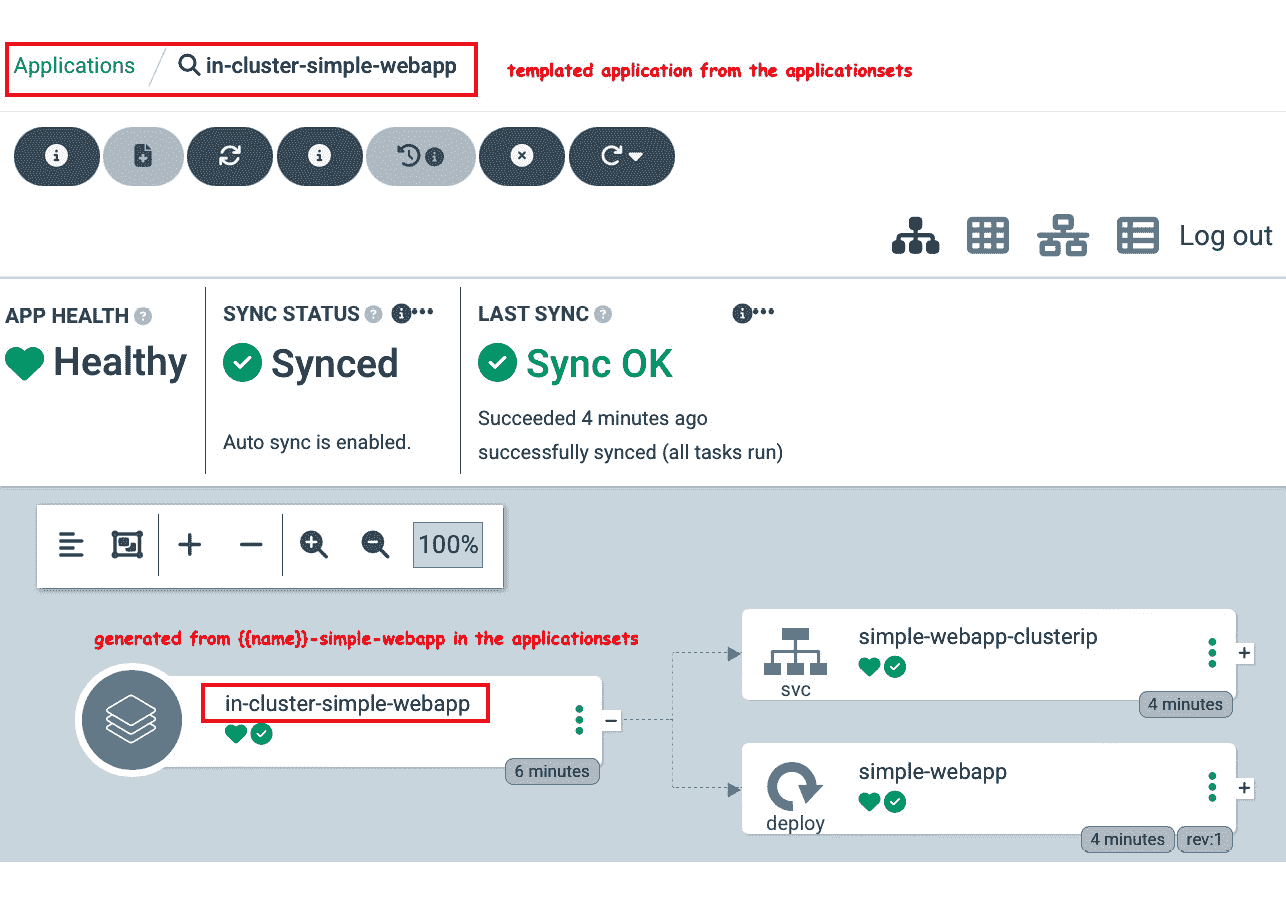 Applications / in-cluster-simple-webapp
templated application from the applicationsets
Log out
APP HEALTH
Healthy
SYNC STATUS
Synced
Auto sync is enabled.
LAST SYNC
Sync OK
Succeeded 4 minutes ago
successfully synced (all tasks run)
100%
generated from {{name}}-simple-webapp in the applicationsets
in-cluster-simple-webapp
6 minutes
simple-webapp-clusterip
svc
4 minutes
simple-webapp
deploy
4 minutes
rev:1